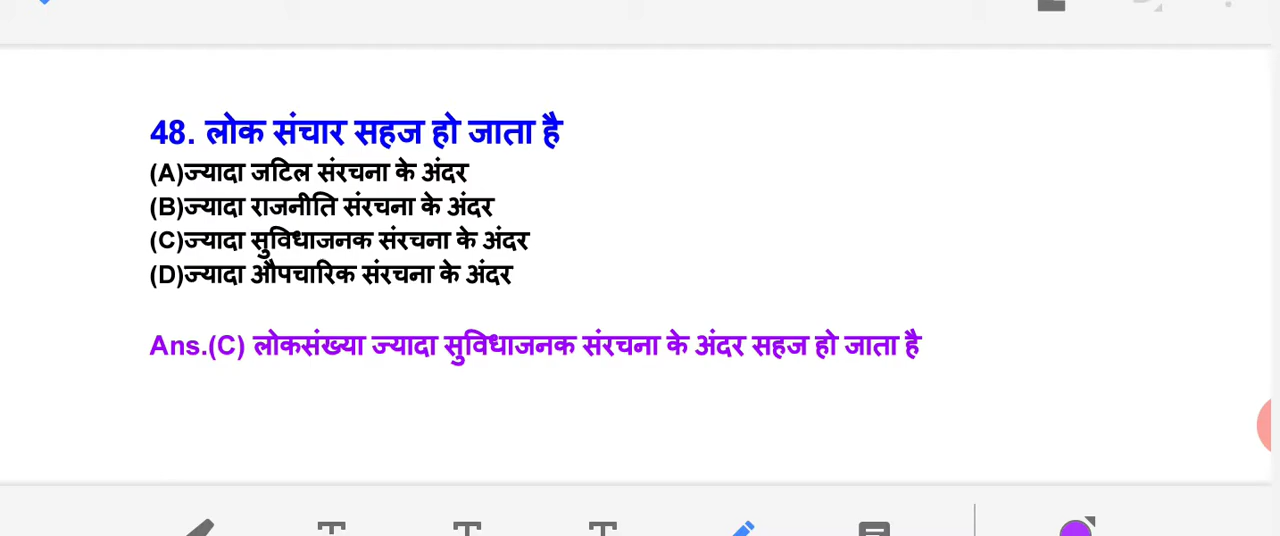 48. लोक संचार सहज हो जाता है
(A)ज्यादा जटिल संरचना के अंदर
(B)ज्यादा राजनीति संरचना के अंदर
(C)ज्यादा सुविधाजनक संरचना के अंदर
(D)ज्यादा औपचारिक संरचना के अंदर
Ans.(C) लोकसंख्या ज्यादा सुविधाजनक संरचना के अंदर सहज हो जाता है